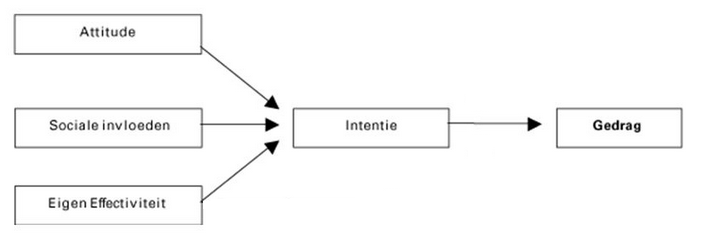 Attitude
Sociale invloeden
Intentie
Gedrag
Eigen Effectiviteit